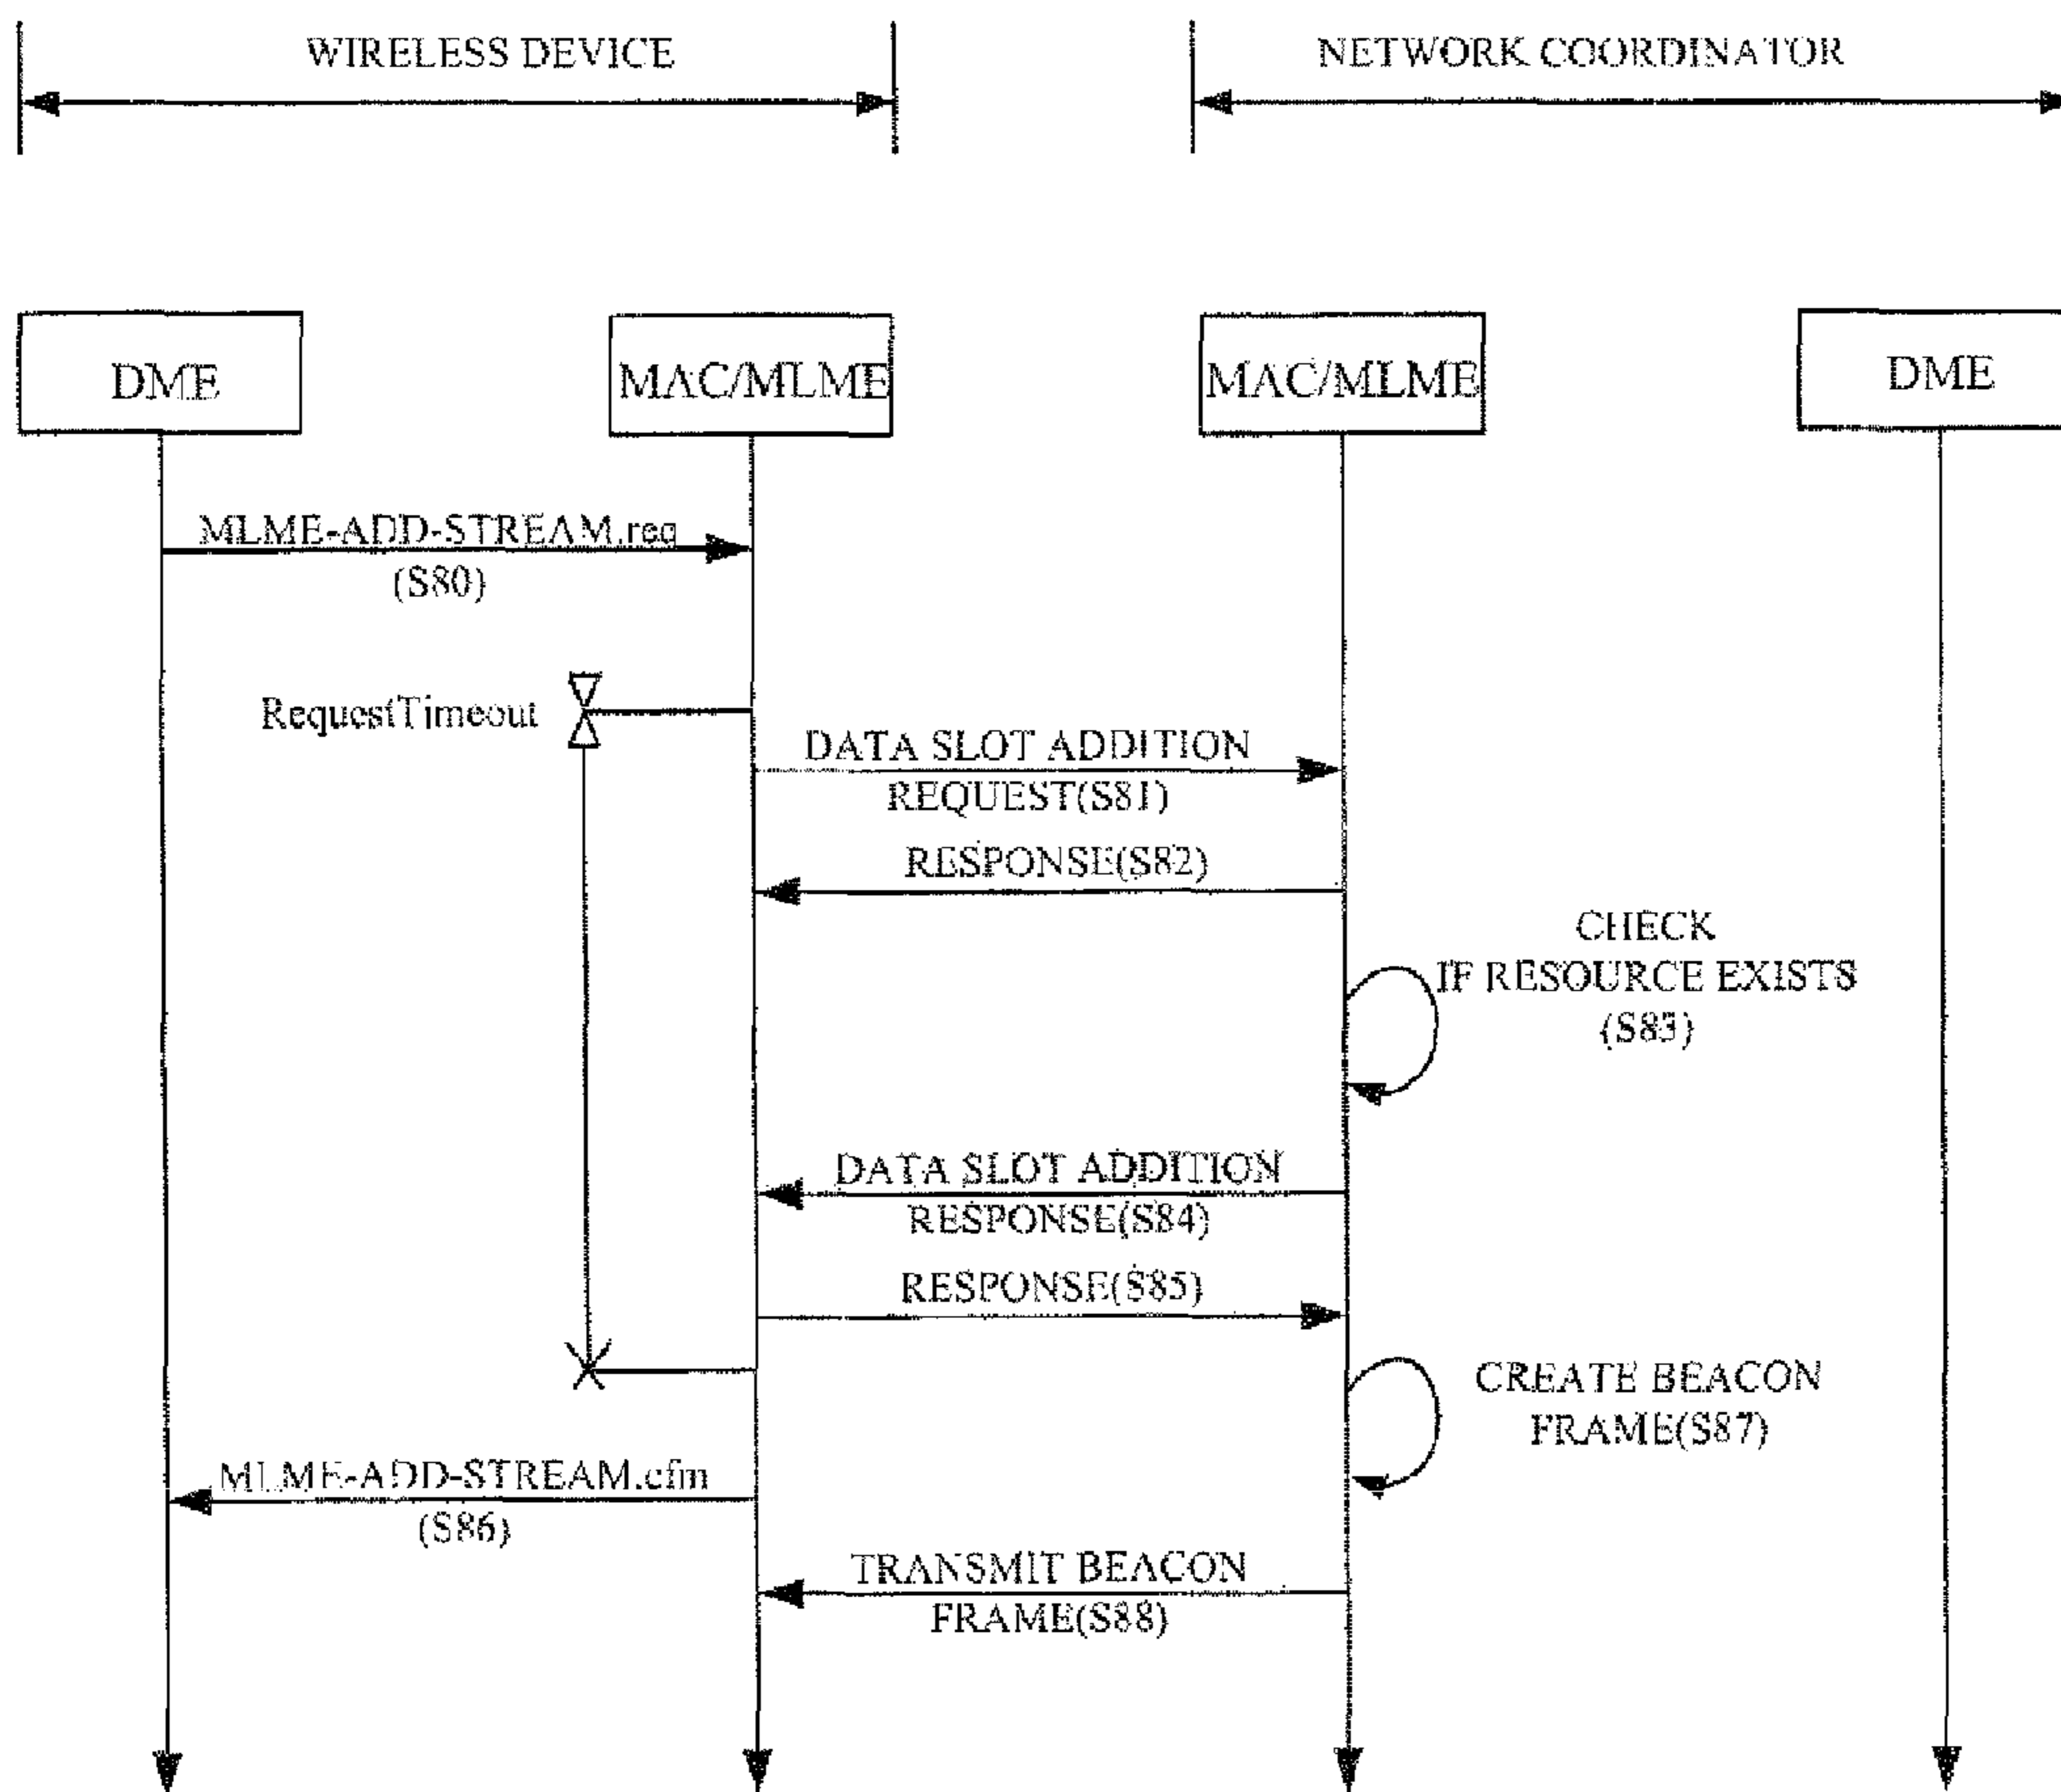 WIRELESS DEVICE
NETWORK COORDINATOR
DME
MAC/MLME
MAC/MLME
DME
MLME-ADD-STREAM.req
(S80)
RequestTimeout
DATA SLOT ADDITION
REQUEST(S81)
RESPONSE(S82)
CHECK
IF RESOURCE EXISTS
(S83)
DATA SLOT ADDITION
RESPONSE(S84)
RESPONSE(S85)
CREATE BEACON
FRAME(S87)
MLME-ADD-STREAM.cfm
(S86)
TRANSMIT BEACON
FRAME(S88)